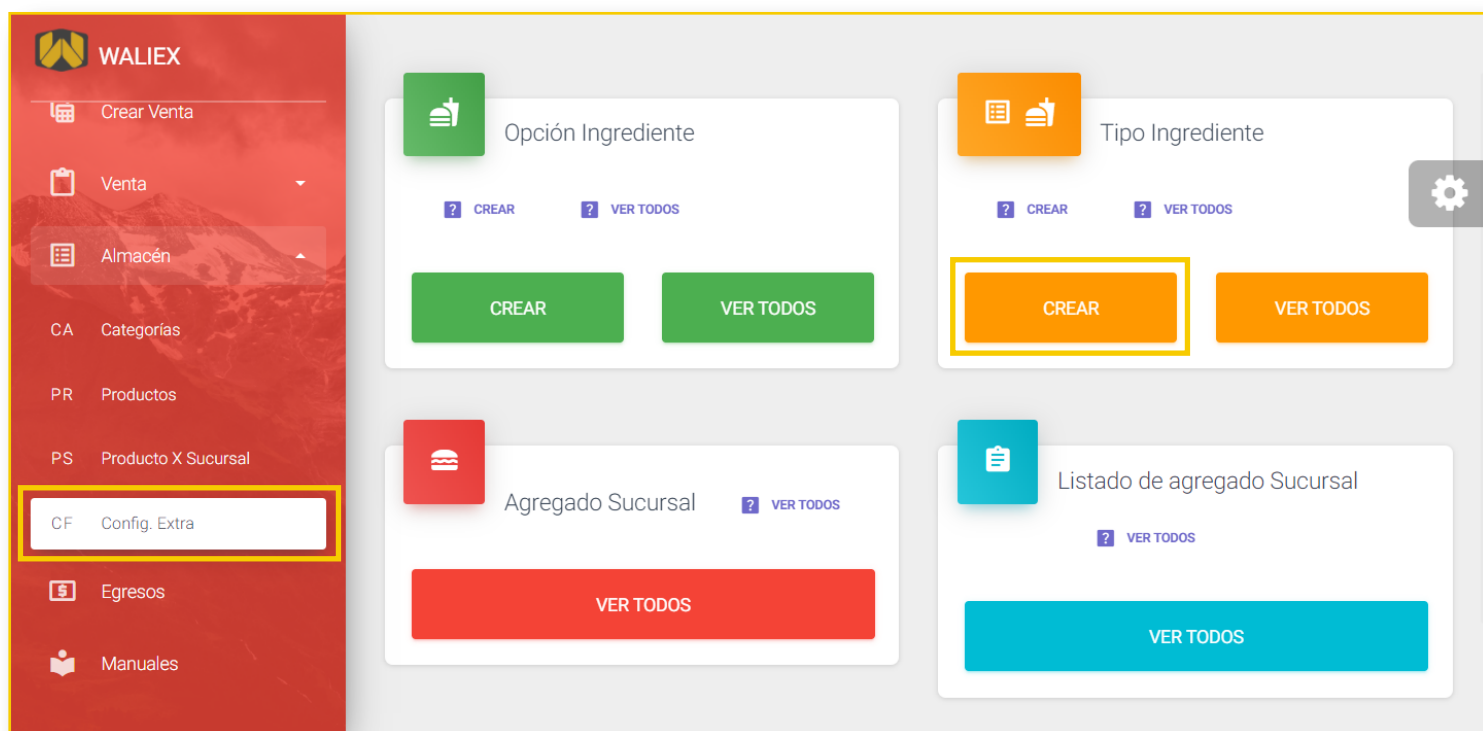 WALIEX
Crear Venta
Venta
Almacén
CA Categorías
PR Productos
PS Producto X Sucursal
CF Config. Extra
Egresos
Manuales
Opción Ingrediente
? CREAR ? VER TODOS
CREAR VER TODOS
Tipo Ingrediente
? CREAR ? VER TODOS
CREAR VER TODOS
Agregado Sucursal ? VER TODOS
VER TODOS
Listado de agregado Sucursal
? VER TODOS
VER TODOS